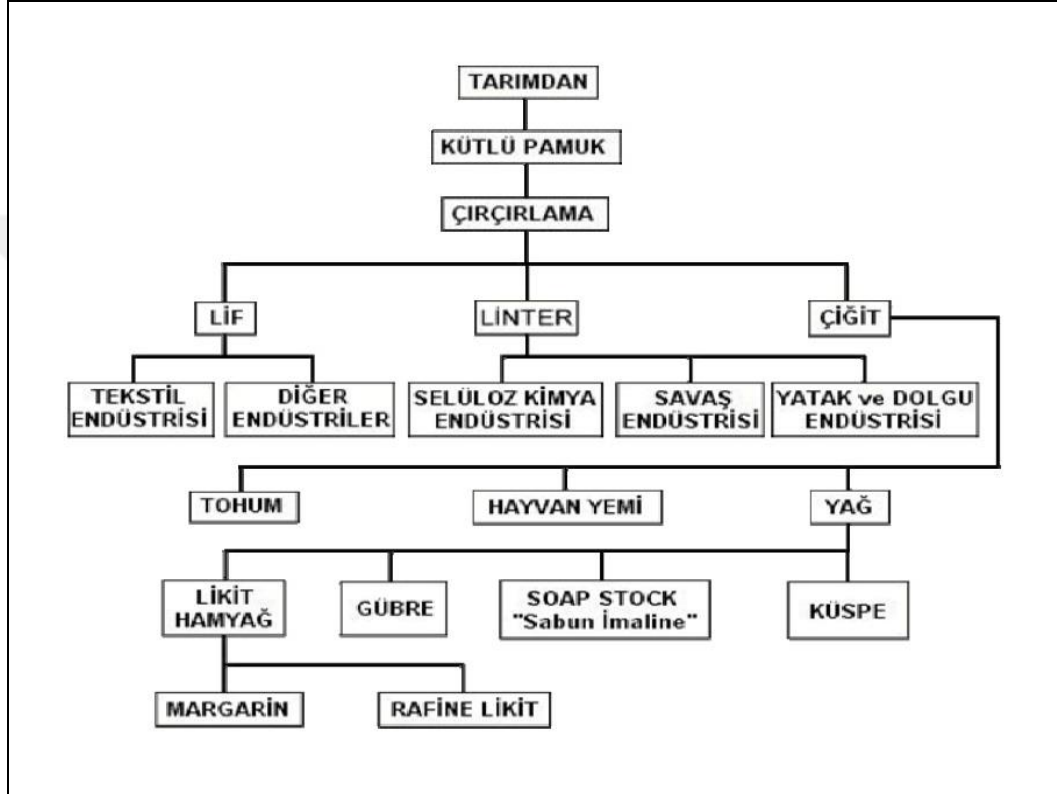 TARIMDAN
KÜTLÜ PAMUK
ÇIRÇIRLAMA
LİF
LİNTER
ÇİĞİT
TEKSTİL
ENDÜSTRİSİ
DİĞER
ENDÜSTRİLER
SELÜLOZ KİMYA
ENDÜSTRİSİ
SAVAŞ
ENDÜSTRİSİ
YATAK ve DOLGU
ENDÜSTRİSİ
TOHUM
HAYVAN YEMİ
YAĞ
LİKİT
HAMYAĞ
GÜBRE
SOAP STOCK
"Sabun İmaline"
KÜSPE
MARGARİN
RAFİNE LİKİT